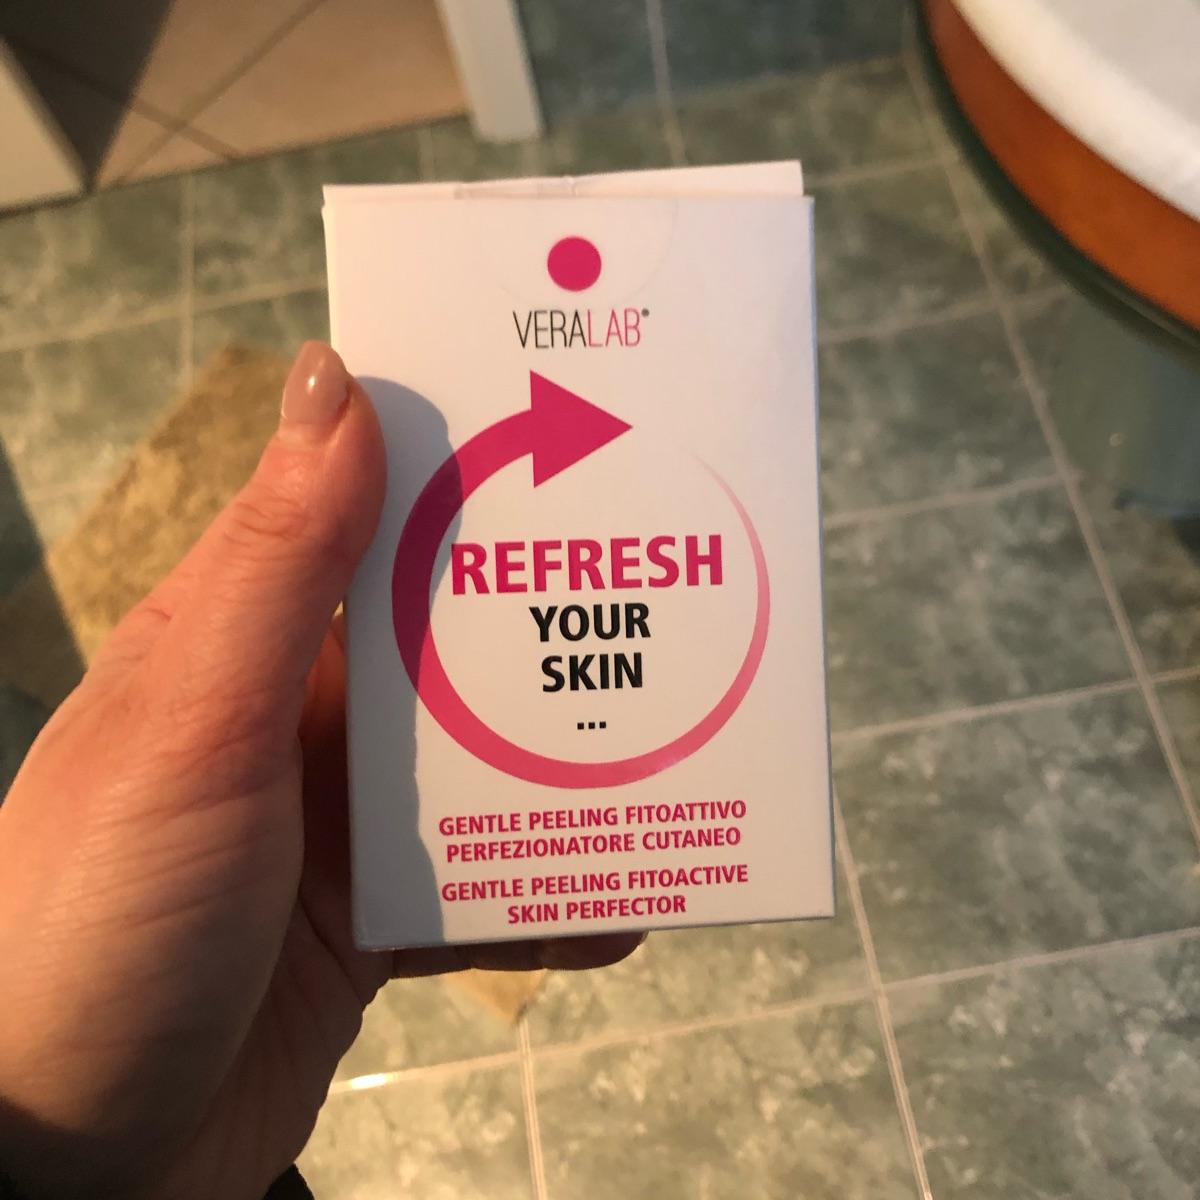 VERALAB®
REFRESH
YOUR
SKIN
...
GENTLE PEELING FITOATTIVO
PERFEZIONATORE CUTANEO
GENTLE PEELING FITOACTIVE
SKIN PERFECTOR